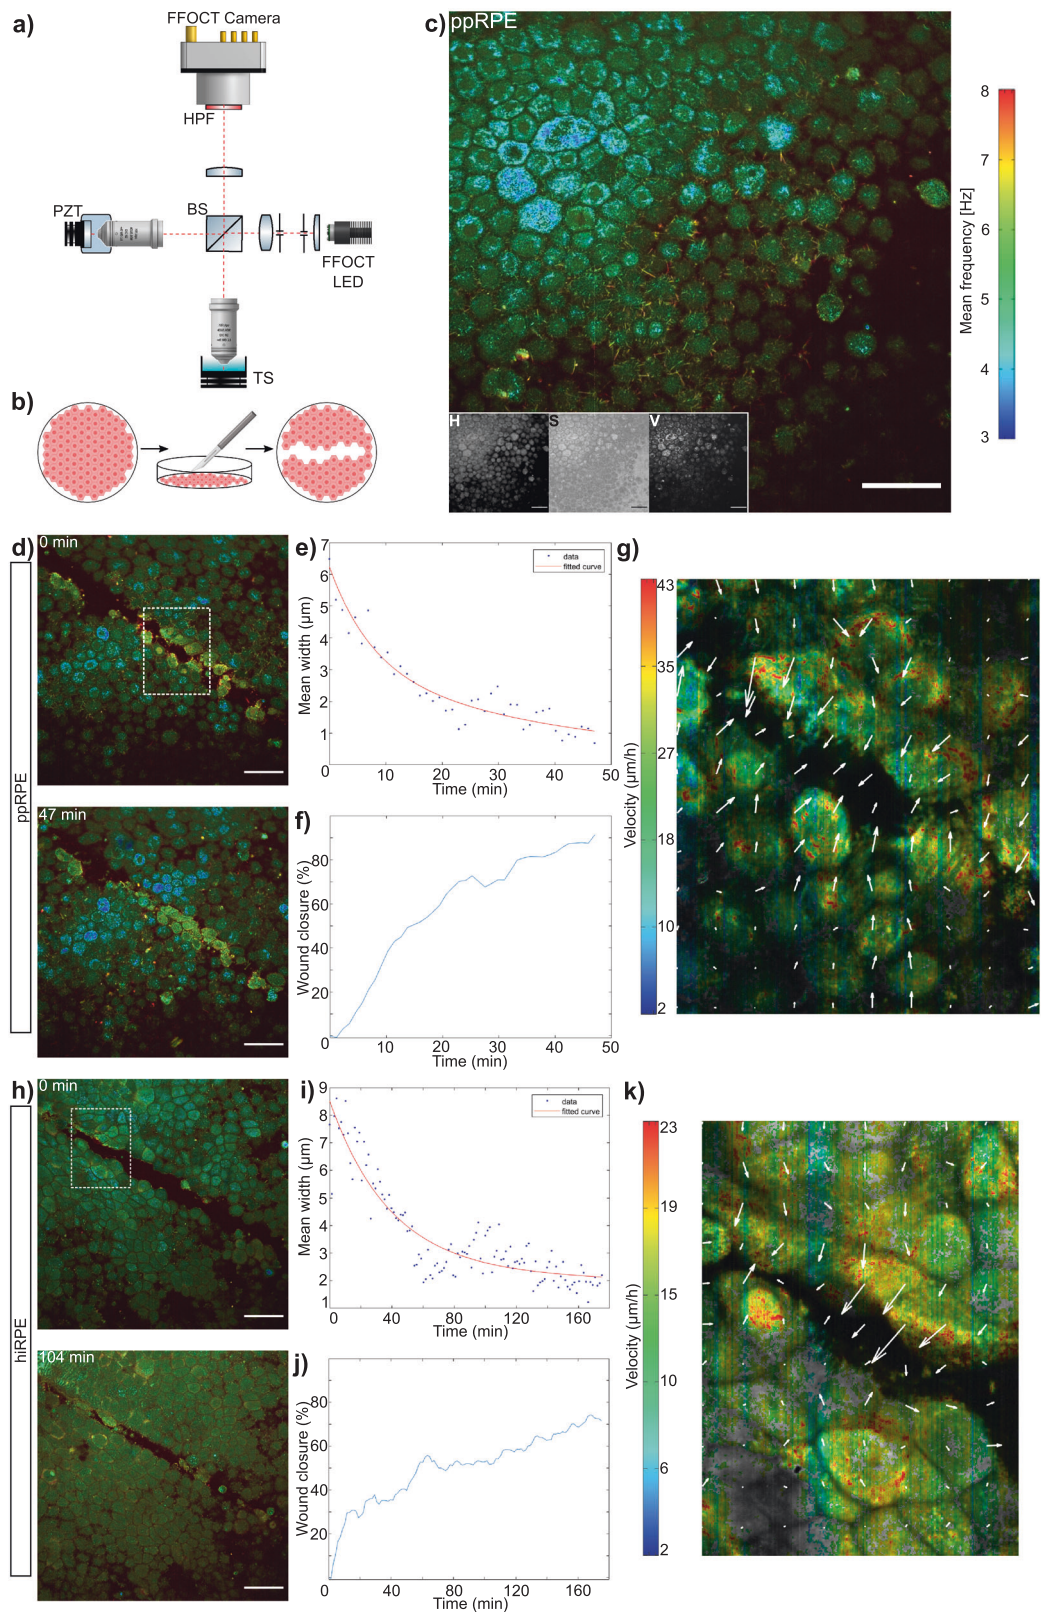 a)
FFOCT Camera
HPF
PZT
BS
FFOCT
LED
TS
b)
c)
ppRPE
H
S
V
8
7
6
5
4
3
Mean frequency [Hz]
d)
0 min
47 min
ppRPE
e)
7
6
5
4
3
2
1
0
Mean width (µm)
data
fitted curve
0
10
20
30
40
50
Time (min)
f)
80
60
40
20
0
Wound closure (%)
10
20
30
40
50
Time (min)
g)
43
35
27
18
10
2
Velocity (µm/h)
h)
0 min
104 min
hiRPE
i)
9
8
7
6
5
4
3
2
1
Mean width (µm)
data
fitted curve
0
40
80
120
160
Time (min)
j)
80
60
40
20
Wound closure (%)
0
40
80
120
160
Time (min)
k)
23
19
15
10
6
2
Velocity (µm/h)